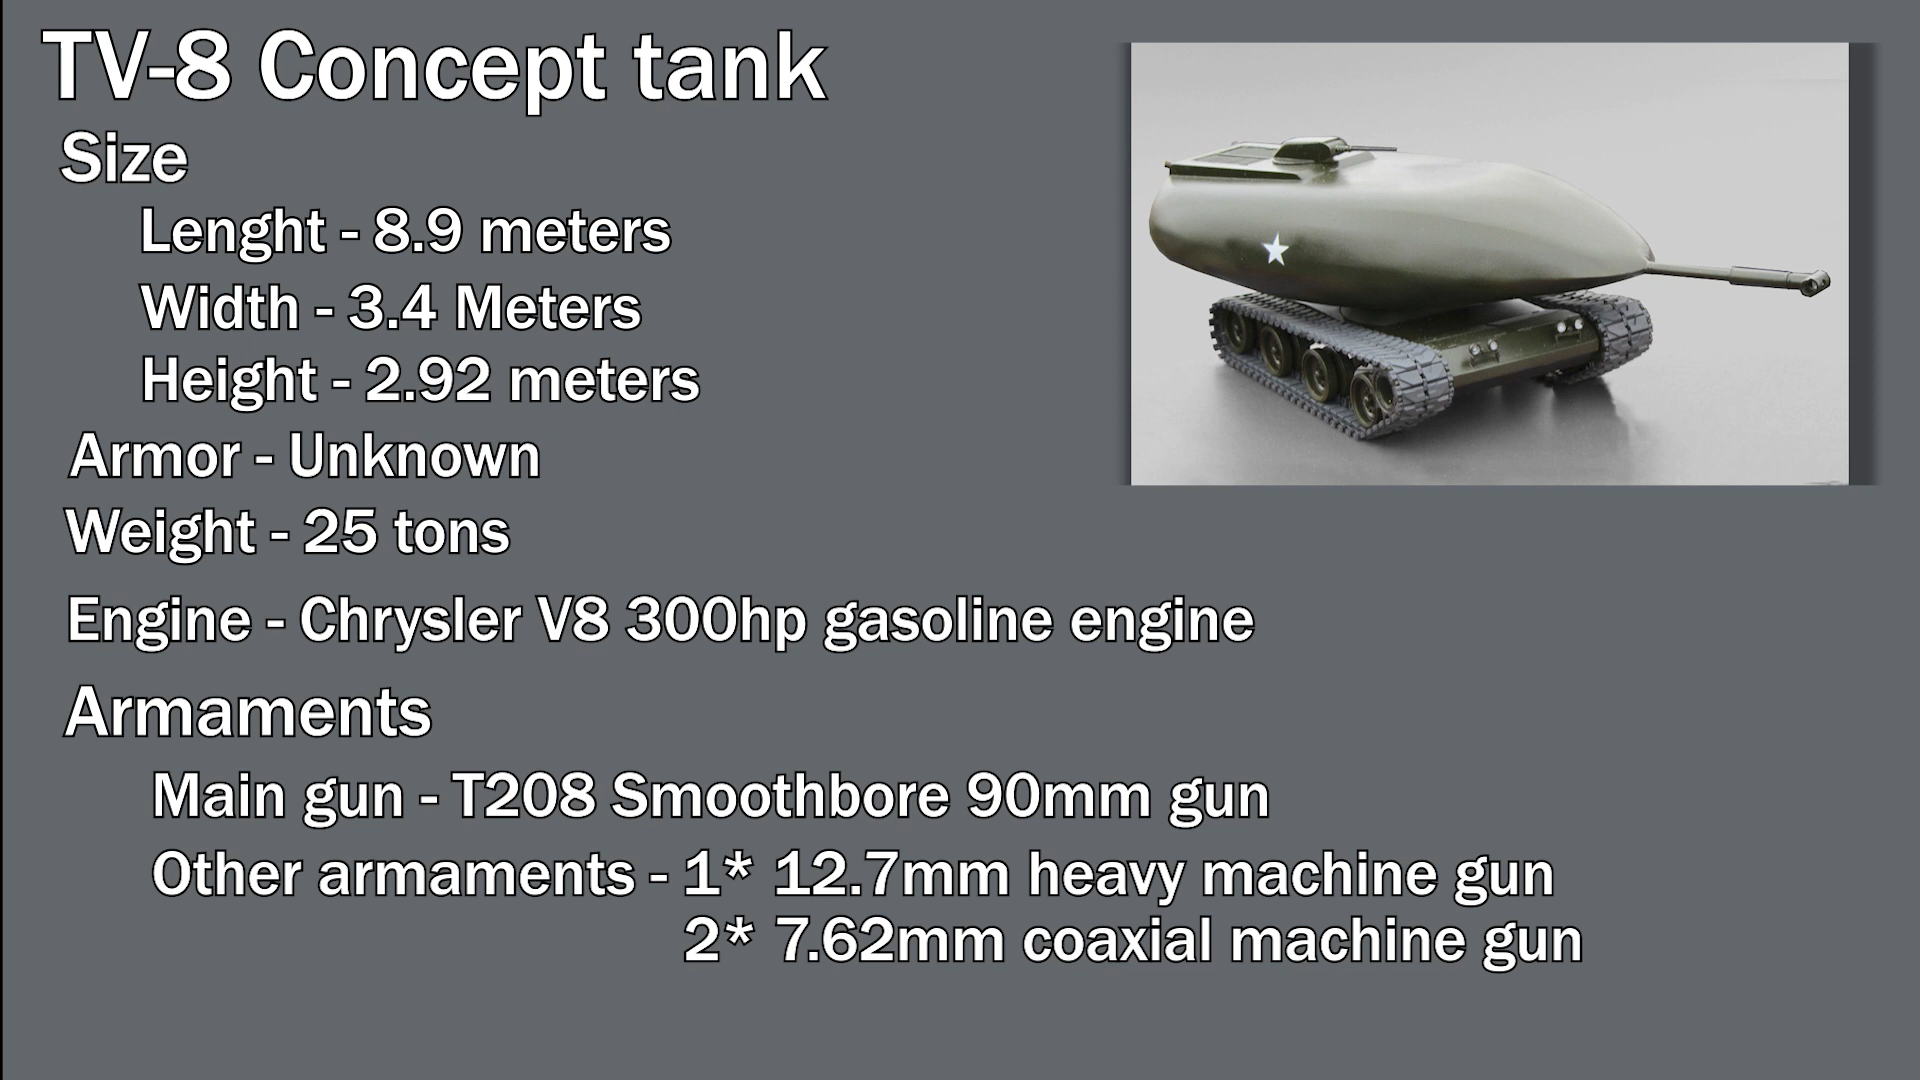 TV-8 Concept tank
Size
Lenght - 8.9 meters
Width - 3.4 Meters
Height - 2.92 meters
Armor - Unknown
Weight - 25 tons
Engine - Chrysler V8 300hp gasoline engine
Armaments
Main gun - T208 Smoothbore 90mm gun
Other armaments - 1* 12.7mm heavy machine gun
2* 7.62mm coaxial machine gun